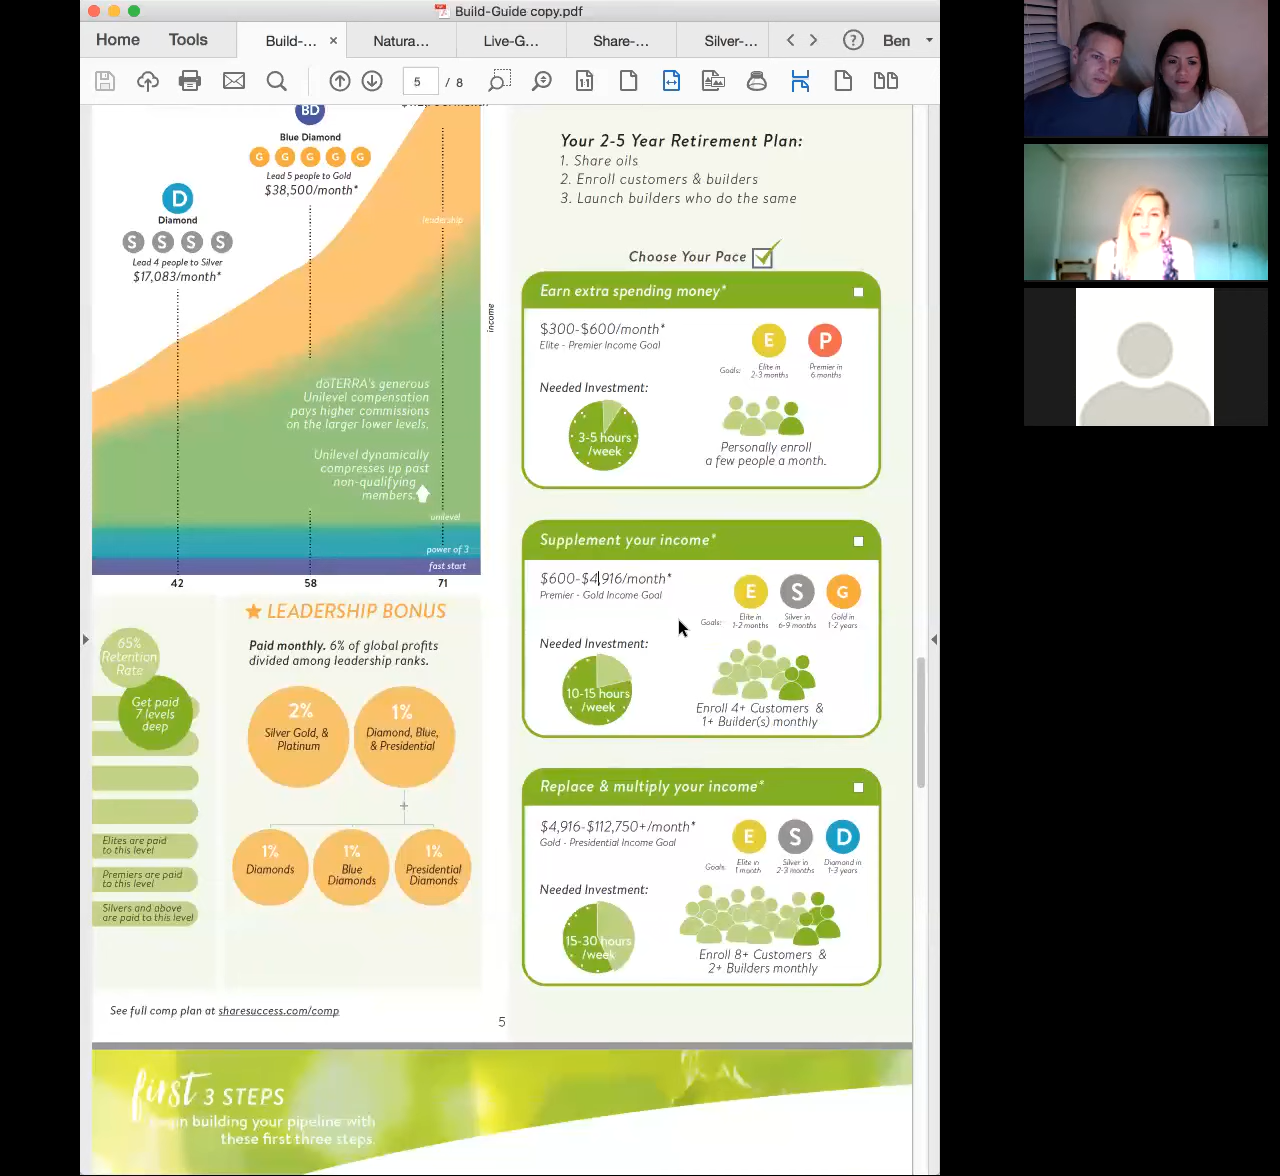 Build-Guide copy.pdf
Home
Tools
Build-...
Natura...
Live-G...
Share-...
Silver-...
Ben
5 / 8
BD
Blue Diamond
G G G G G
Lead 5 people to Gold
$38,500/month*
D
Diamond
S S S S
Lead 4 people to Silver
$17,083/month*
leadership
income
dōTERRA's generous
Unilevel compensation
pays higher commissions
on the larger lower levels.
Unilevel dynamically
compresses up past
non-qualifying
members.
unilevel
power of 3
fast start
42
58
71
65%
Retention
Rate
Get paid
7 levels
deep
Elites are paid
to this level
Premiers are paid
to this level
Silvers and above
are paid to this level
LEADERSHIP BONUS
Paid monthly. 6% of global profits
divided among leadership ranks.
2%
Silver Gold, &
Platinum
1%
Diamond, Blue,
& Presidential
+
1%
Diamonds
1%
Blue
Diamonds
1%
Presidential
Diamonds
See full comp plan at sharesuccess.com/comp
5
Your 2-5 Year Retirement Plan:
1. Share oils
2. Enroll customers & builders
3. Launch builders who do the same
Choose Your Pace
Earn extra spending money*
$300-$600/month*
Elite - Premier Income Goal
E P
Goals:
Elite in
2-3 months
Premier in
6 months
Needed Investment:
3-5 hours
/week
Personally enroll
a few people a month.
Supplement your income*
$600-$4,916/month*
Premier - Gold Income Goal
E S G
Goals:
Elite in
1-2 months
Silver in
6-9 months
Gold in
1-2 years
Needed Investment:
10-15 hours
/week
Enroll 4+ Customers &
1+ Builder(s) monthly
Replace & multiply your income*
$4,916-$112,750+/month*
Gold - Presidential Income Goal
E S D
Goals:
Elite in
1 month
Silver in
2-3 months
Diamond in
1-3 years
Needed Investment:
15-30 hours
/week
Enroll 8+ Customers &
2+ Builders monthly
first 3 STEPS
Begin building your pipeline with
these first three steps.